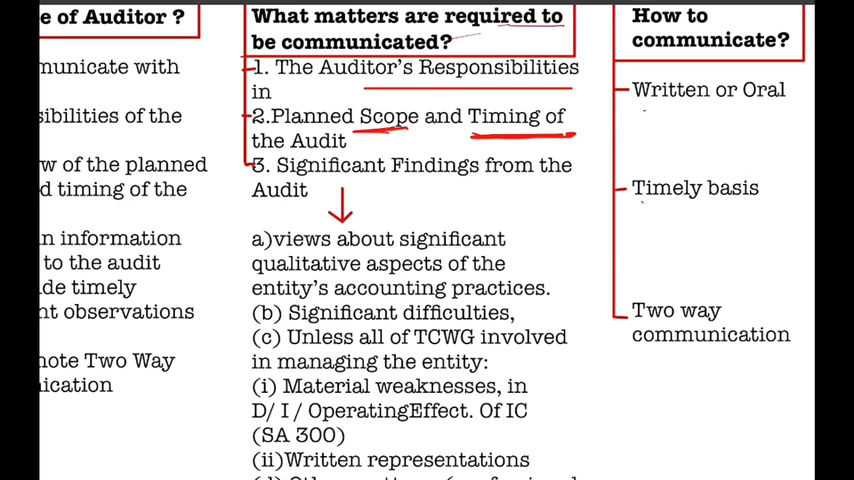 e of Auditor ?
municate with
sibilities of the
w of the planned
d timing of the
in information
to the audit
ide timely
nt observations
note Two Way
ication
What matters are required to
be communicated?
1. The Auditor's Responsibilities
in
2.Planned Scope and Timing of
the Audit
3. Significant Findings from the
Audit
a)views about significant
qualitative aspects of the
entity's accounting practices.
(b) Significant difficulties,
(c) Unless all of TCWG involved
in managing the entity:
(i) Material weaknesses, in
D/ I / OperatingEffect. Of IC
(SA 300)
(ii)Written representations
How to
communicate?
Written or Oral
Timely basis
Two way
communication